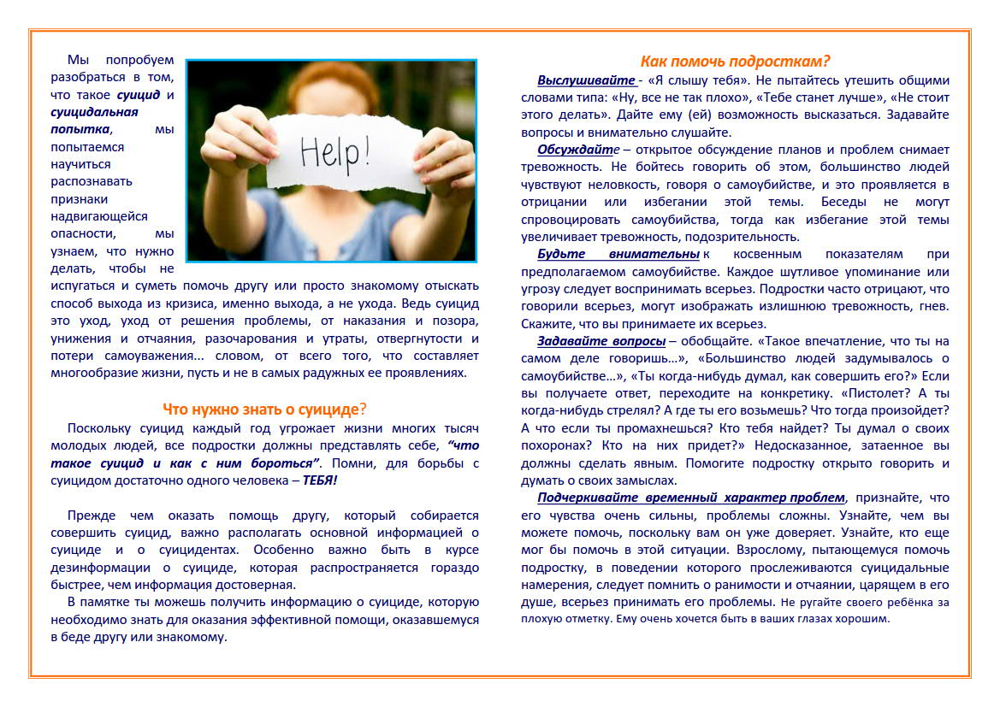 Мы попробуем
разобраться в том,
что такое суицид и
суицидальная
попытка, мы
попытаемся
научиться
распознавать
признаки
надвигающейся
опасности, мы
узнаем, что нужно
делать, чтобы не
испугаться и суметь помочь другу или просто знакомому отыскать
способ выхода из кризиса, именно выхода, а не ухода. Ведь суицид
это уход, уход от решения проблемы, от наказания и позора,
унижения и отчаяния, разочарования и утраты, отвергнутости и
потери самоуважения... словом, от всего того, что составляет
многообразие жизни, пусть и не в самых радужных ее проявлениях.
Help!
Что нужно знать о суициде?
Поскольку суицид каждый год угрожает жизни многих тысяч
молодых людей, все подростки должны представлять себе, “что
такое суицид и как с ним бороться”. Помни, для борьбы с
суицидом достаточно одного человека – ТЕБЯ!
Прежде чем оказать помощь другу, который собирается
совершить суицид, важно располагать основной информацией о
суициде и о суицидентах. Особенно важно быть в курсе
дезинформации о суициде, которая распространяется гораздо
быстрее, чем информация достоверная.
В памятке ты можешь получить информацию о суициде, которую
необходимо знать для оказания эффективной помощи, оказавшемуся
в беде другу или знакомому.
Как помочь подросткам?
Выслушивайте - «Я слышу тебя». Не пытайтесь утешить общими
словами типа: «Ну, все не так плохо», «Тебе станет лучше», «Не стоит
этого делать». Дайте ему (ей) возможность высказаться. Задавайте
вопросы и внимательно слушайте.
Обсуждайте – открытое обсуждение планов и проблем снимает
тревожность. Не бойтесь говорить об этом, большинство людей
чувствуют неловкость, говоря о самоубийстве, и это проявляется в
отрицании или избегании этой темы. Беседы не могут
спровоцировать самоубийства, тогда как избегание этой темы
увеличивает тревожность, подозрительность.
Будьте внимательны к косвенным показателям при
предполагаемом самоубийстве. Каждое шутливое упоминание или
угрозу следует воспринимать всерьез. Подростки часто отрицают, что
говорили всерьез, могут изображать излишнюю тревожность, гнев.
Скажите, что вы принимаете их всерьез.
Задавайте вопросы – обобщайте. «Такое впечатление, что ты на
самом деле говоришь…», «Большинство людей задумывалось о
самоубийстве…», «Ты когда-нибудь думал, как совершить его?» Если
вы получаете ответ, переходите на конкретику. «Пистолет? А ты
когда-нибудь стрелял? А где ты его возьмешь? Что тогда произойдет?
А что если ты промахнешься? Кто тебя найдет? Ты думал о своих
похоронах? Кто на них придет?» Недосказанное, затаенное вы
должны сделать явным. Помогите подростку открыто говорить и
думать о своих замыслах.
Подчеркивайте временный характер проблем, признайте, что
его чувства очень сильны, проблемы сложны. Узнайте, чем вы
можете помочь, поскольку вам он уже доверяет. Узнайте, кто еще
мог бы помочь в этой ситуации. Взрослому, пытающемуся помочь
подростку, в поведении которого прослеживаются суицидальные
намерения, следует помнить о ранимости и отчаянии, царящем в его
душе, всерьез принимать его проблемы. Не ругайте своего ребёнка за
плохую отметку. Ему очень хочется быть в ваших глазах хорошим.